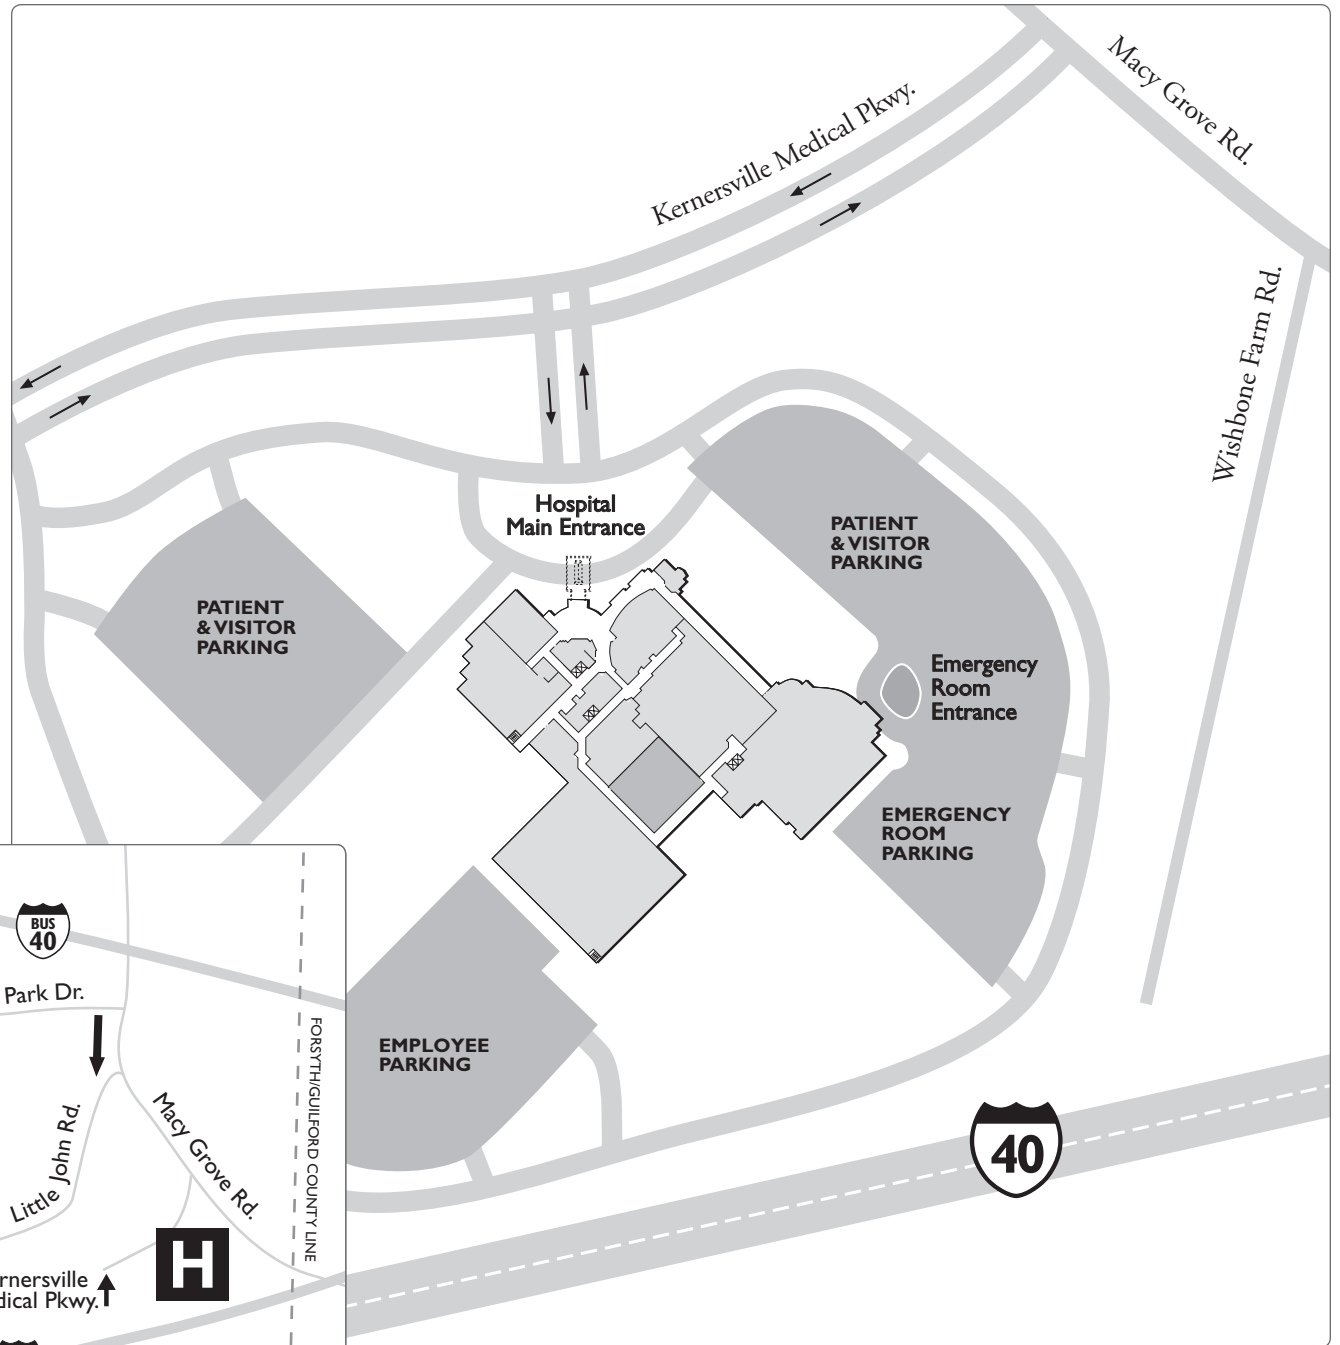 Macy Grove Rd.
Kernersville Medical Pkwy.
Wishbone Farm Rd.
Hospital
Main Entrance
PATIENT
& VISITOR
PARKING
PATIENT
& VISITOR
PARKING
Emergency
Room
Entrance
EMERGENCY
ROOM
PARKING
EMPLOYEE
PARKING
40
BUS
40
Park Dr.
FORSYTH/GUILFORD COUNTY LINE
Little John Rd.
Macy Grove Rd.
H
rnersville
dical Pkwy.